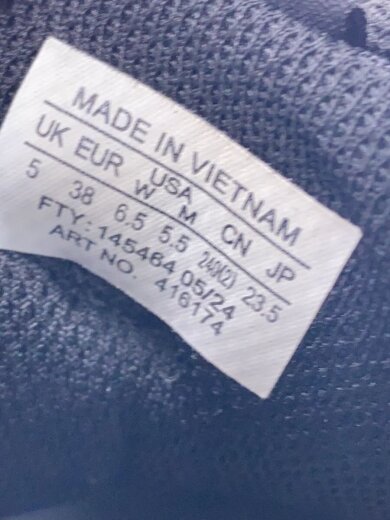 MADE IN VIETNAM
UK EUR USA CN JP
W M
5 38 6.5 5.5 240(2) 23.5
FTY: 145464 05/24
ART NO. 416174